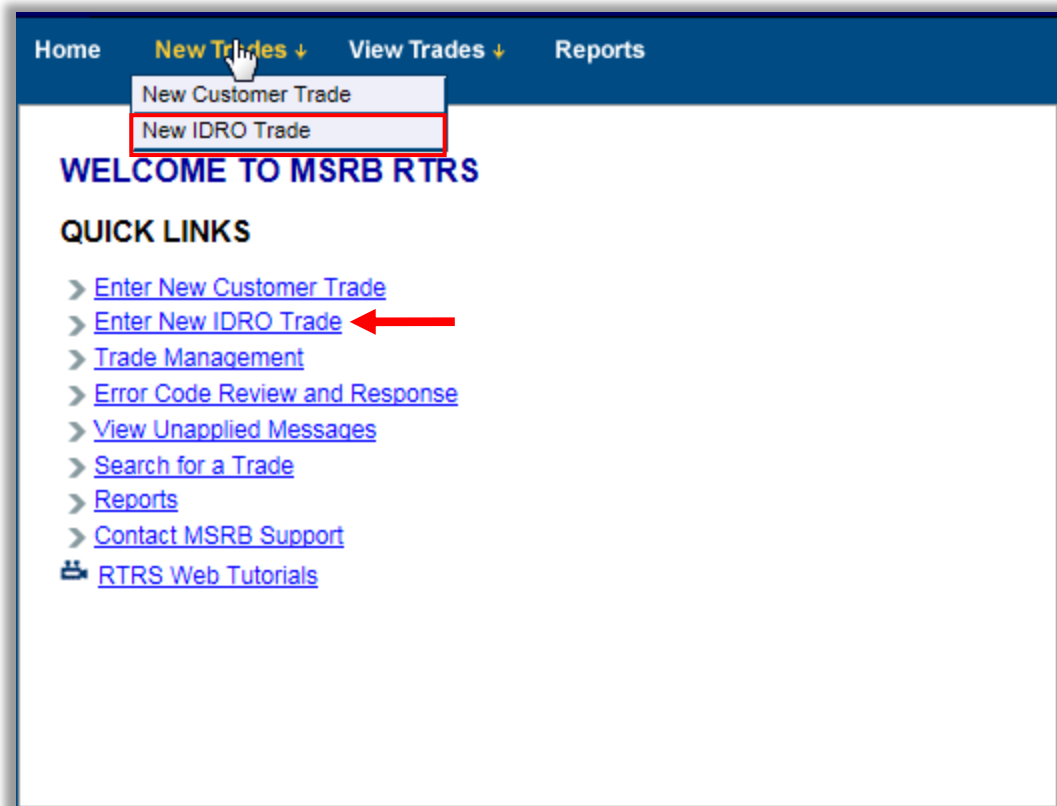 Home New Trades ↓ View Trades ↓ Reports
New Customer Trade
New IDRO Trade
WELCOME TO MSRB RTRS
QUICK LINKS
Enter New Customer Trade
Enter New IDRO Trade
Trade Management
Error Code Review and Response
View Unapplied Messages
Search for a Trade
Reports
Contact MSRB Support
RTRS Web Tutorials